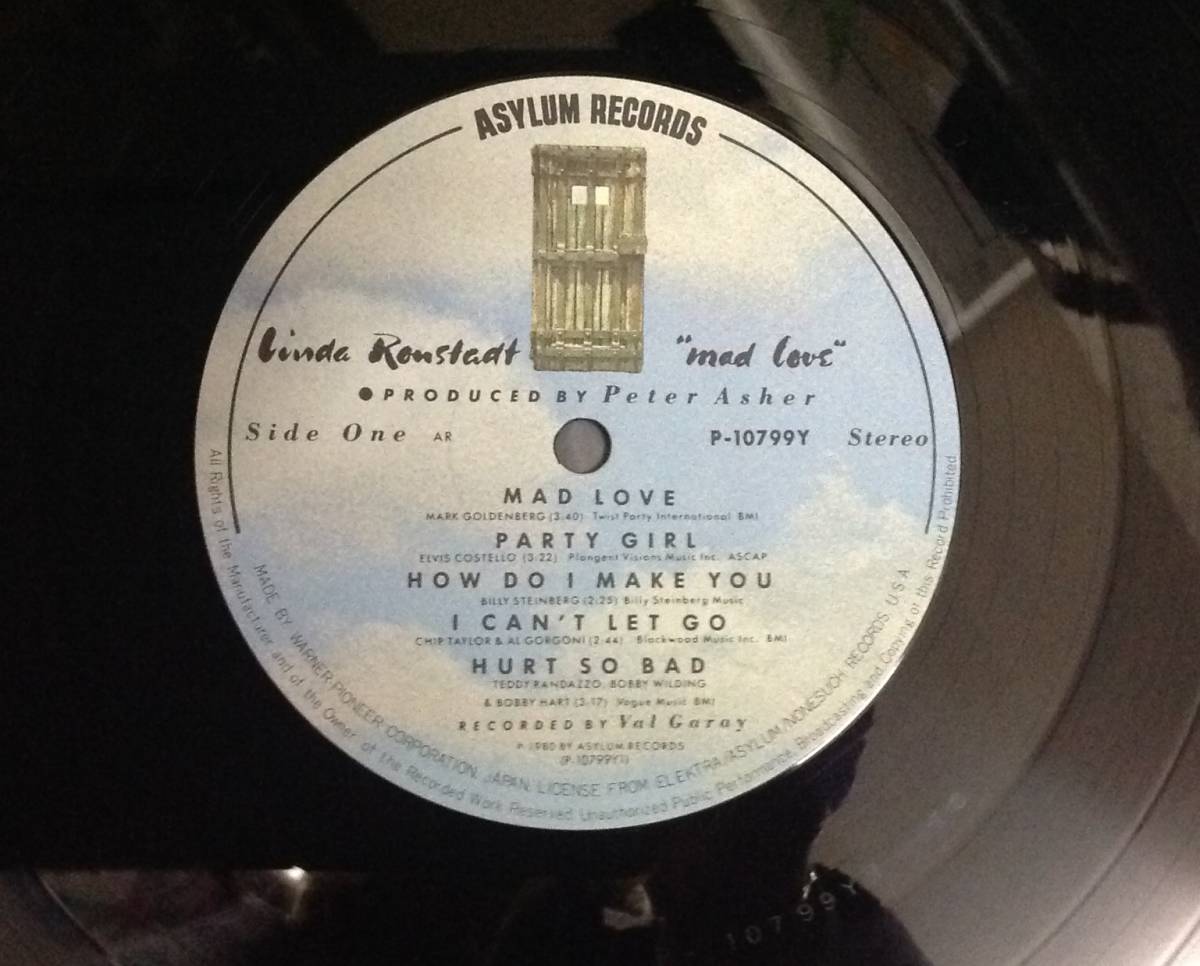 ASYLUM RECORDS
Linda Ronstadt "mad love"
●PRODUCED BY Peter Asher
Side One AR P-10799Y Stereo
MAD LOVE
MARK GOLDENBERG (3:40) Twist Party International BMI
PARTY GIRL
ELVIS COSTELLO (3:22) Plangent Visions Music Inc. ASCAP
HOW DO I MAKE YOU
BILLY STEINBERG (2:25) Billy Steinberg Music
I CAN'T LET GO
CHIP TAYLOR & AL GORGONI (2:44) Blackwood Music Inc. BMI
HURT SO BAD
TEDDY RANDAZZO, BOBBY WILDING
& BOBBY HART (3:17) Vogue Music BMI
RECORDED BY Val Garay
P 1980 BY ASYLUM RECORDS
(P-10799Y1)
MADE BY WARNER-PIONEER CORPORATION, JAPAN, LICENSE FROM ELEKTRA/ASYLUM/NONESUCH RECORDS U.S.A.
All Rights of the Manufacturer and of the Owner of the Recorded Work Reserved Unauthorized Public Performance, Broadcasting and Copying of this Record Prohibited
10799Y